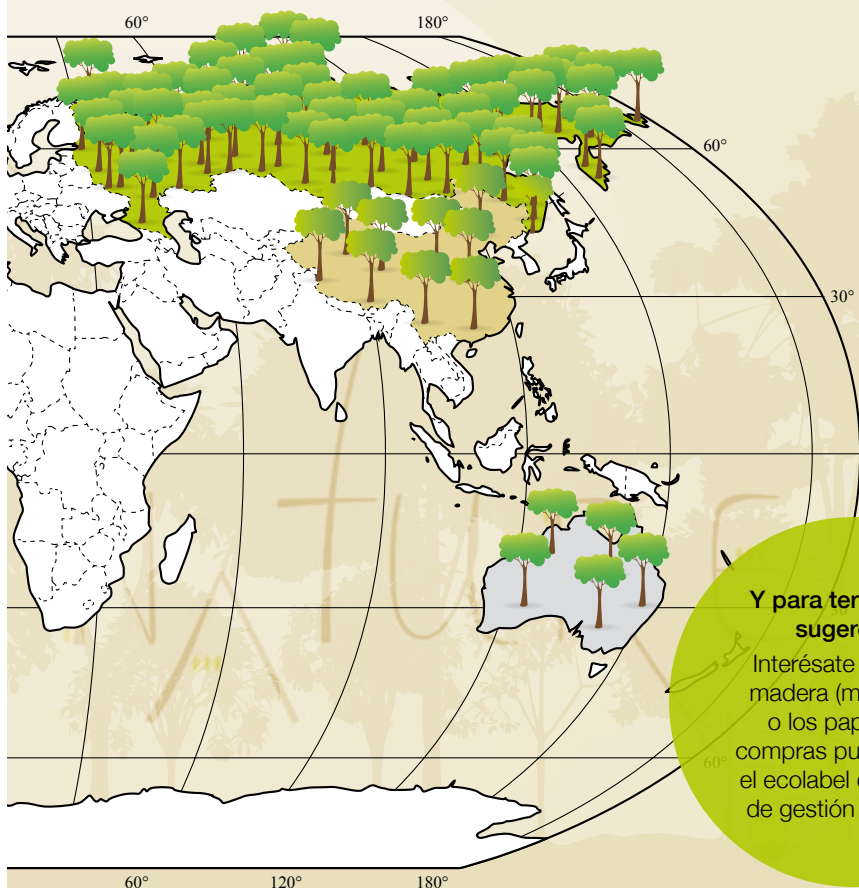 60°
180°
60°
30°
Y para ter
suger
Interésate
madera (m
o los pap
compras pu
el ecolabel
de gestión
60°
60°
120°
180°